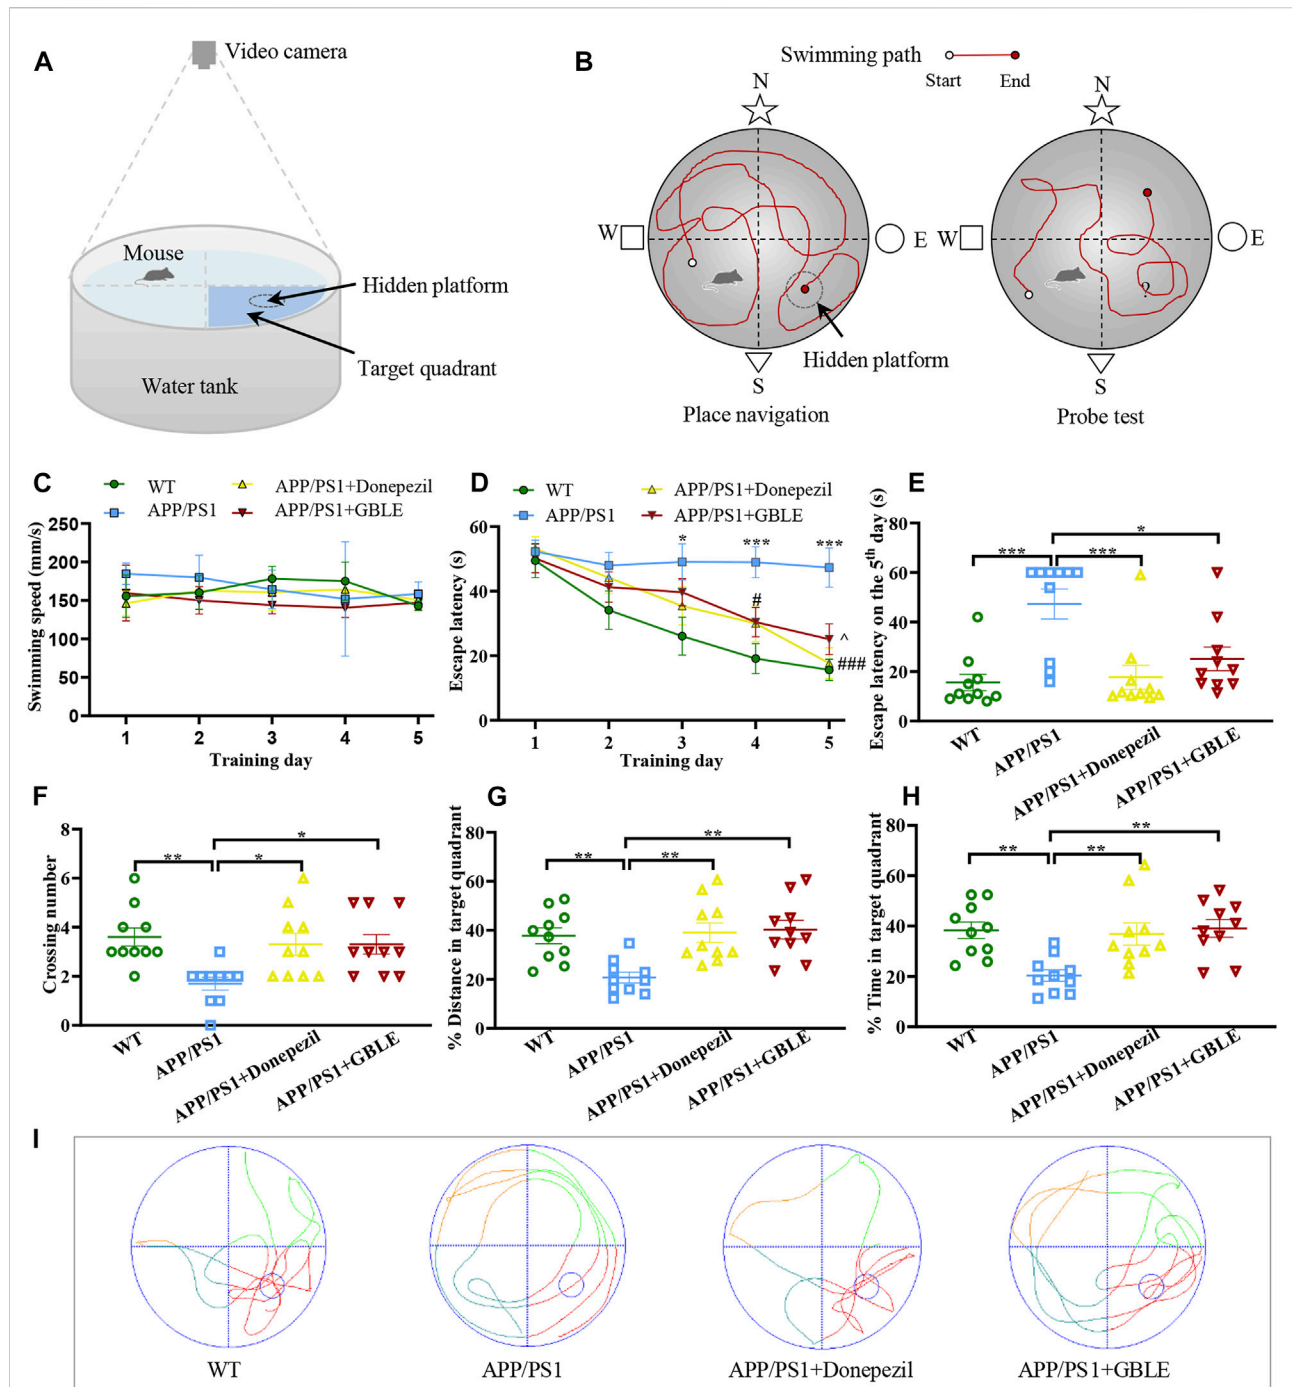 A
Video camera
Mouse
Hidden platform
Target quadrant
Water tank
B
Swimming path
Start End
N N
W E W E
?
Hidden platform
S S
Place navigation Probe test
C
WT APP/PS1+Donepezil
APP/PS1 APP/PS1+GBLE
Swimming speed (mm/s)
250
200
150
100
50
0
1 2 3 4 5
Training day
D
WT APP/PS1+Donepezil
APP/PS1 APP/PS1+GBLE
Escape latency (s)
60
40
20
0
* *** ***
#
^
###
1 2 3 4 5
Training day
E
Escape latency on the 5th day (s)
80
60
40
20
0
*
*** ***
WT
APP/PS1
APP/PS1+Donepezil
APP/PS1+GBLE
F
Crossing number
8
6
4
2
0
*
** *
WT
APP/PS1
APP/PS1+Donepezil
APP/PS1+GBLE
G
% Distance in target quadrant
80
60
40
20
0
**
** **
WT
APP/PS1
APP/PS1+Donepezil
APP/PS1+GBLE
H
% Time in target quadrant
80
60
40
20
0
**
** **
WT
APP/PS1
APP/PS1+Donepezil
APP/PS1+GBLE
I
WT APP/PS1 APP/PS1+Donepezil APP/PS1+GBLE